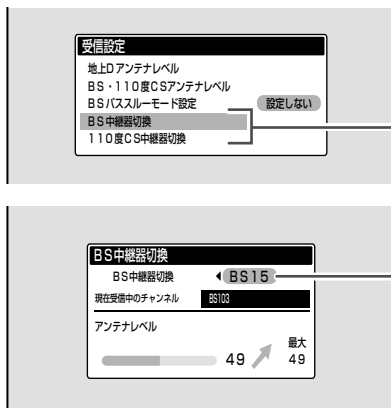 受信設定
地上Dアンテナレベル
BS・110度CSアンテナレベル
BSパススルーモード設定 設定しない
BS中継器切換
110度CS中継器切換
BS中継器切換
BS中継器切換 BS15
現在受信中のチャンネル BS103
アンテナレベル
49 最大 49